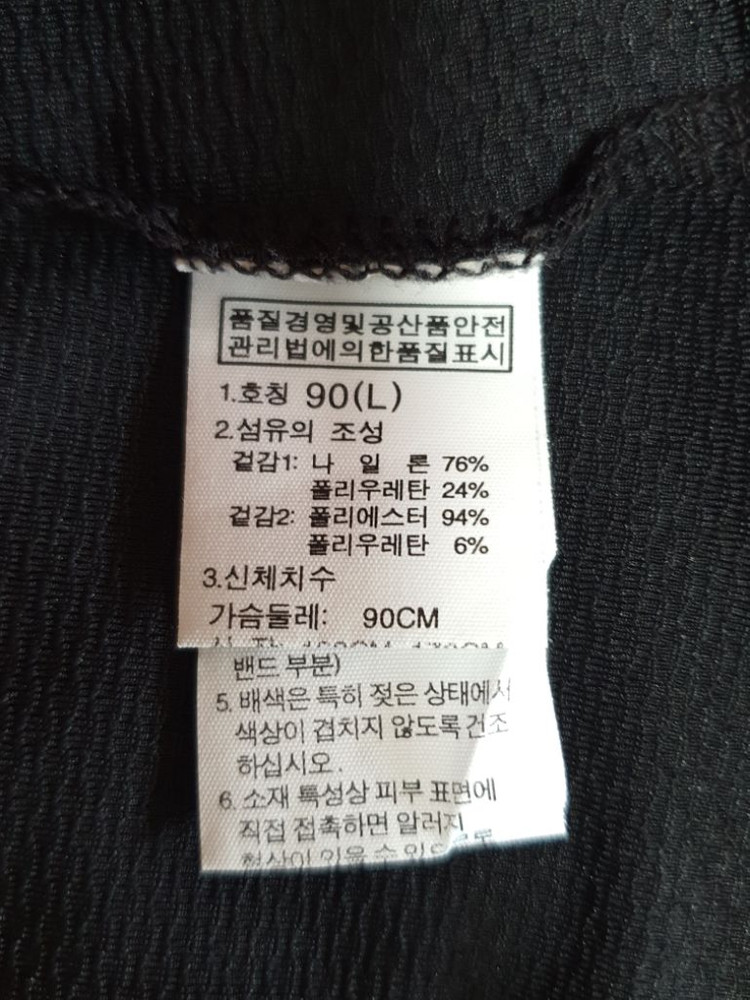 품질경영및공산품안전
관리법에의한품질표시
1.호칭 90(L)
2.섬유의 조성
겉감1: 나 일 론 76%
폴리우레탄 24%
겉감2: 폴리에스터 94%
폴리우레탄 6%
3.신체치수
가슴둘레: 90CM
밴드 부분)
5. 배색은 특히 젖은 상태에서
색상이 겹치지 않도록 건조
하십시오.
6. 소재 특성상 피부 표면에
직접 접촉하면 알러지